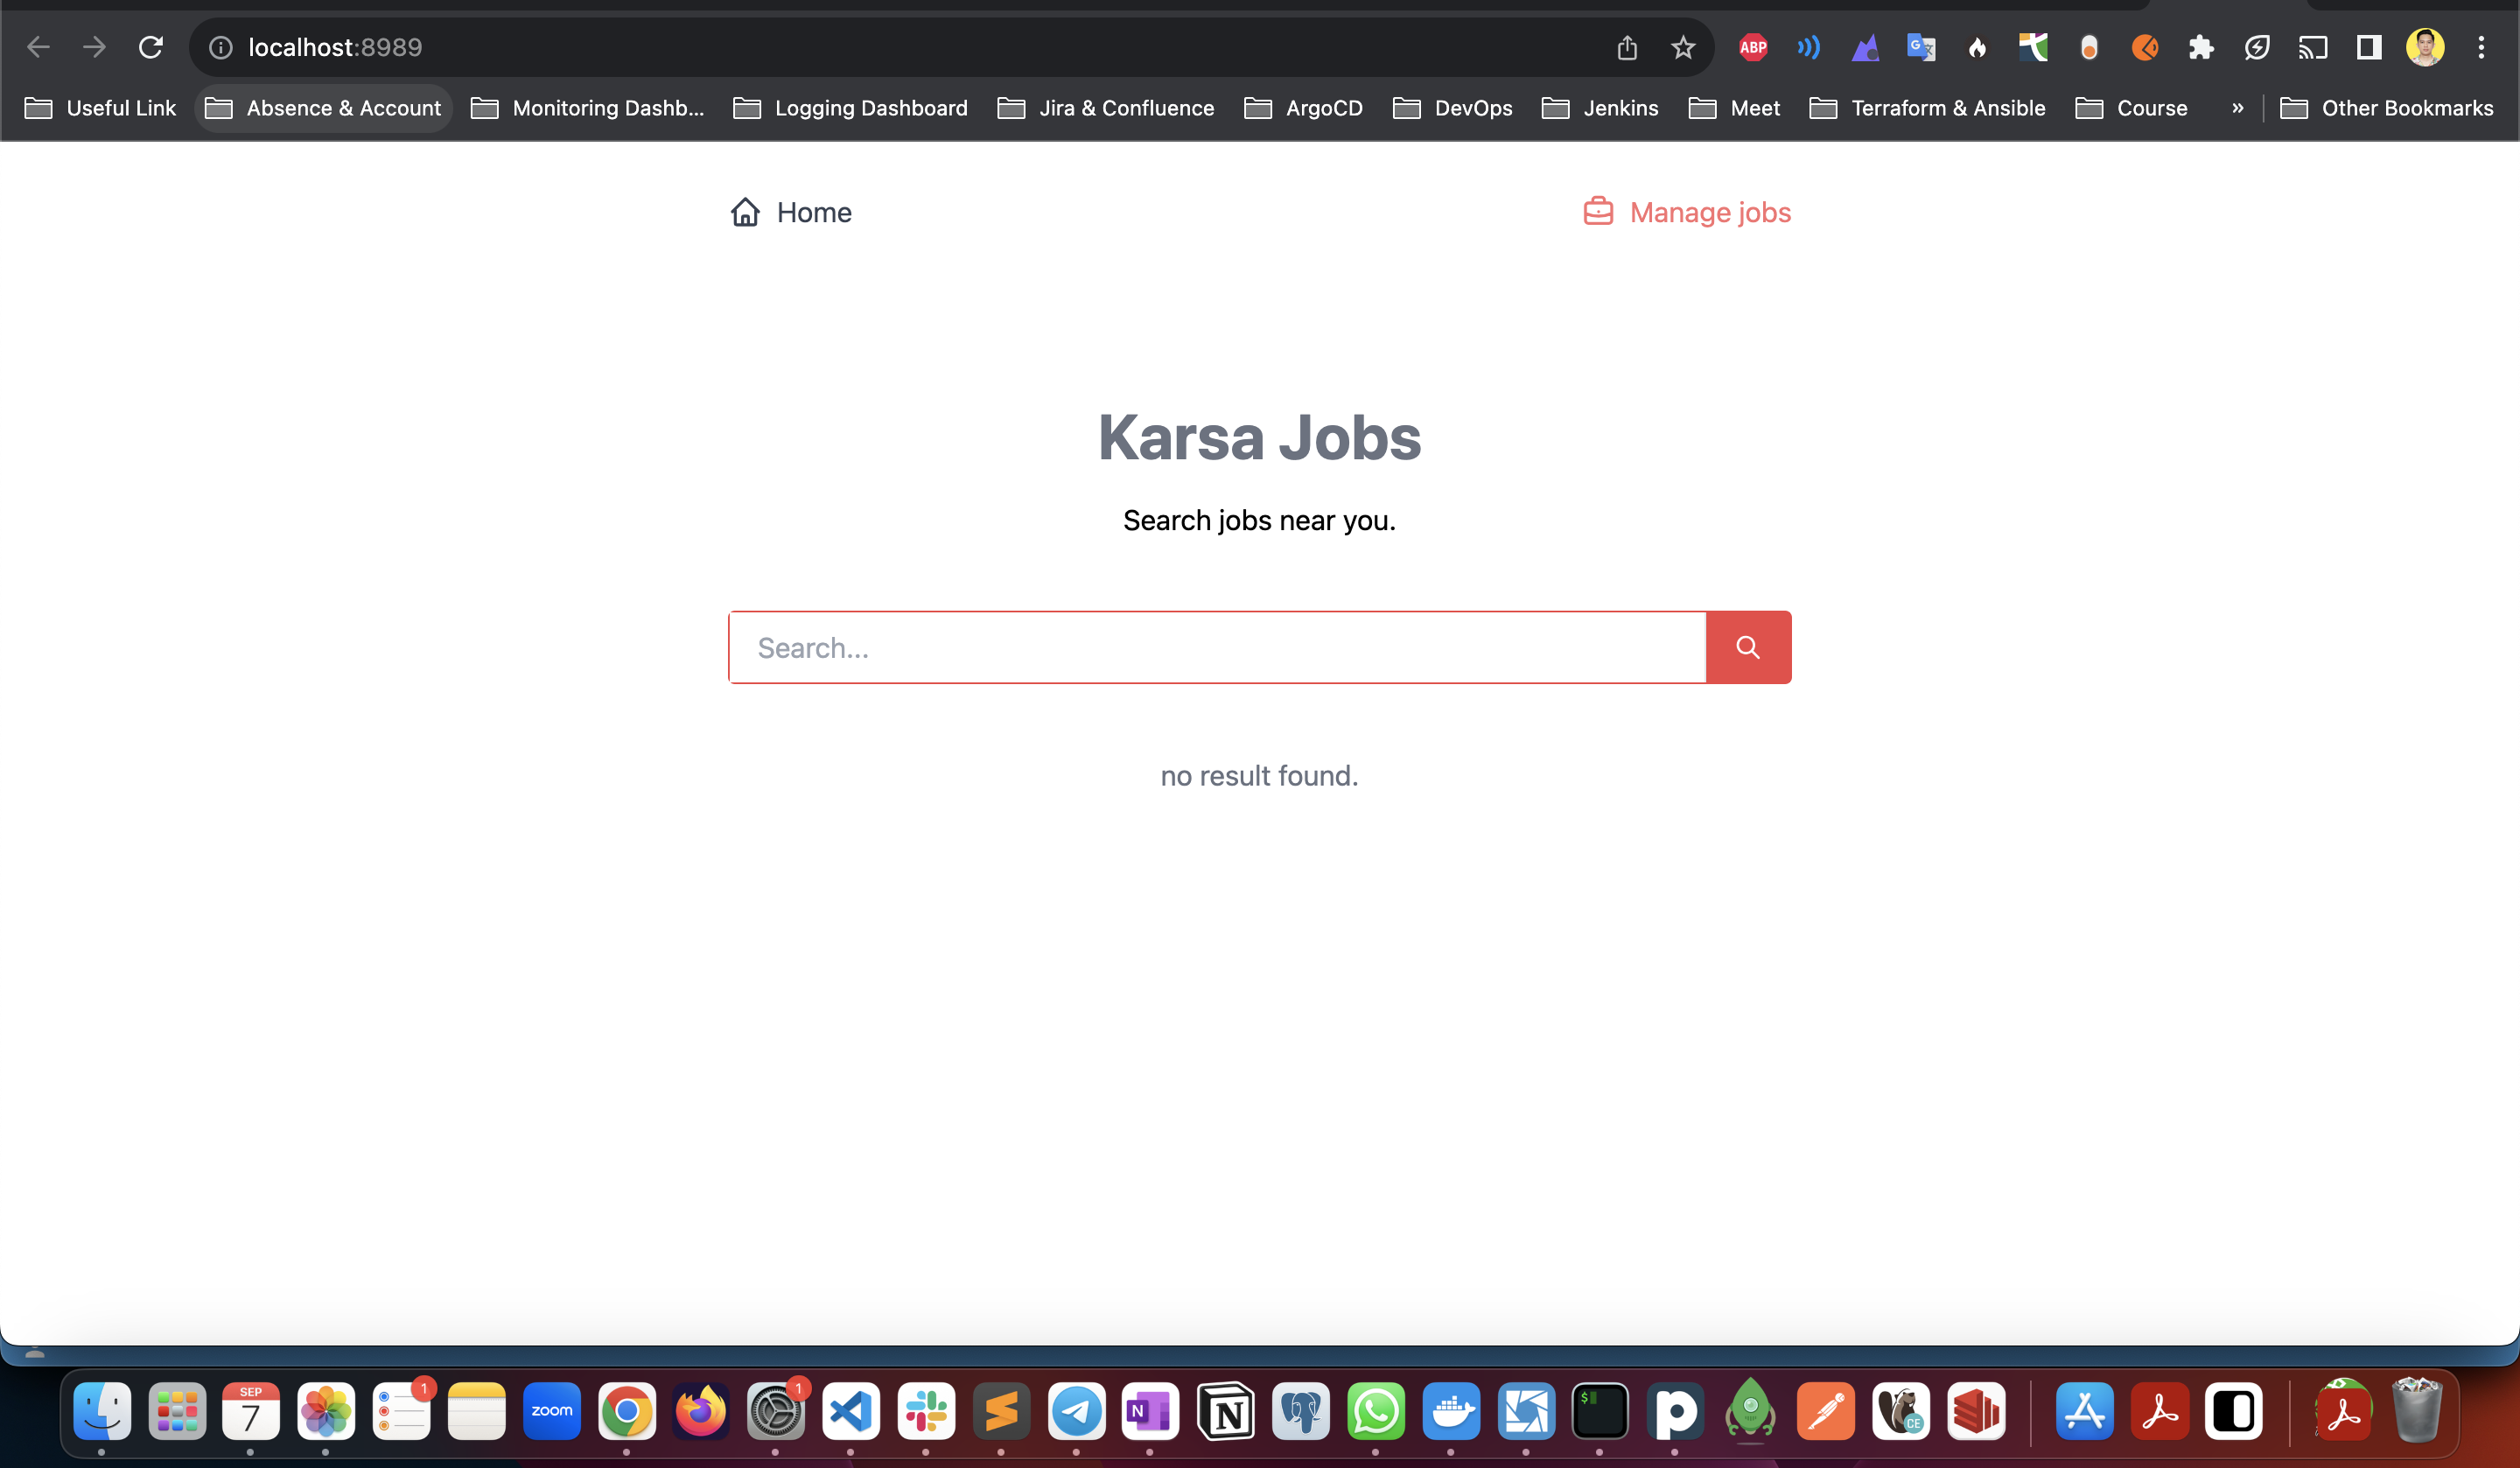 localhost:8989
ABP
G
Useful Link Absence & Account Monitoring Dashb... Logging Dashboard Jira & Confluence ArgoCD DevOps Jenkins Meet Terraform & Ansible Course » Other Bookmarks
Home Manage jobs
Karsa Jobs
Search jobs near you.
Search...
no result found.
1 1
SEP
7 zoom N N $ CE